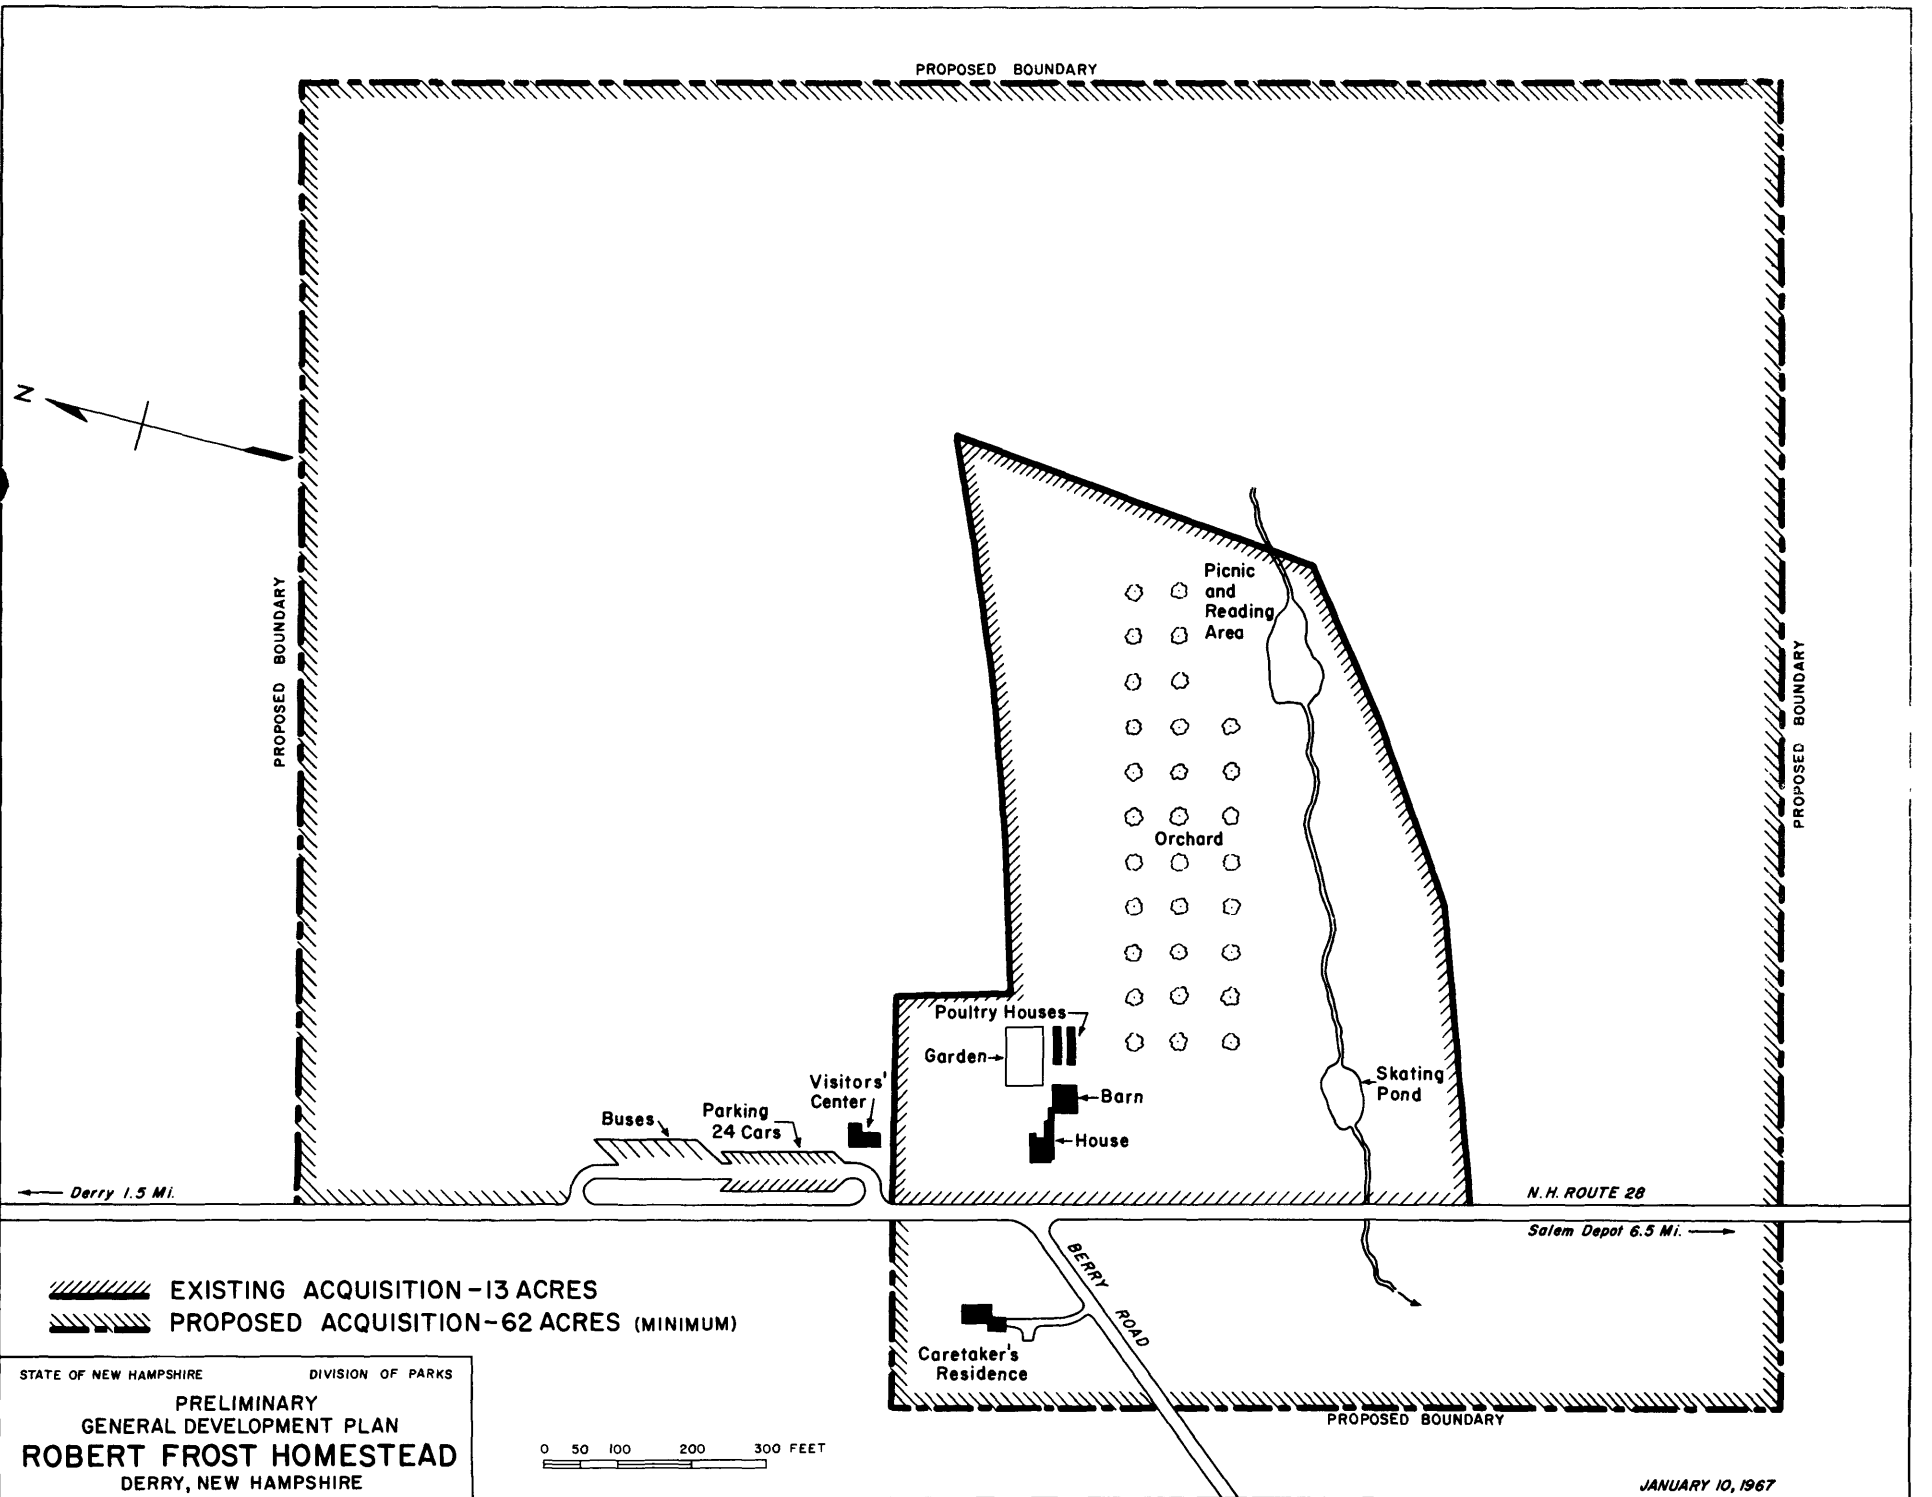 PROPOSED BOUNDARY
N
PROPOSED BOUNDARY
PROPOSED BOUNDARY
Picnic
and
Reading
Area
Orchard
Poultry Houses
Garden
Visitors'
Center
Barn
Skating
Pond
Buses
Parking
24 Cars
House
Derry 1.5 Mi.
N.H. ROUTE 28
Salem Depot 6.5 Mi.
BERRY ROAD
Caretaker's
Residence
PROPOSED BOUNDARY
EXISTING ACQUISITION-13 ACRES
PROPOSED ACQUISITION-62 ACRES (MINIMUM)
STATE OF NEW HAMPSHIRE DIVISION OF PARKS
PRELIMINARY
GENERAL DEVELOPMENT PLAN
ROBERT FROST HOMESTEAD
DERRY, NEW HAMPSHIRE
0 50 100 200 300 FEET
JANUARY 10, 1967